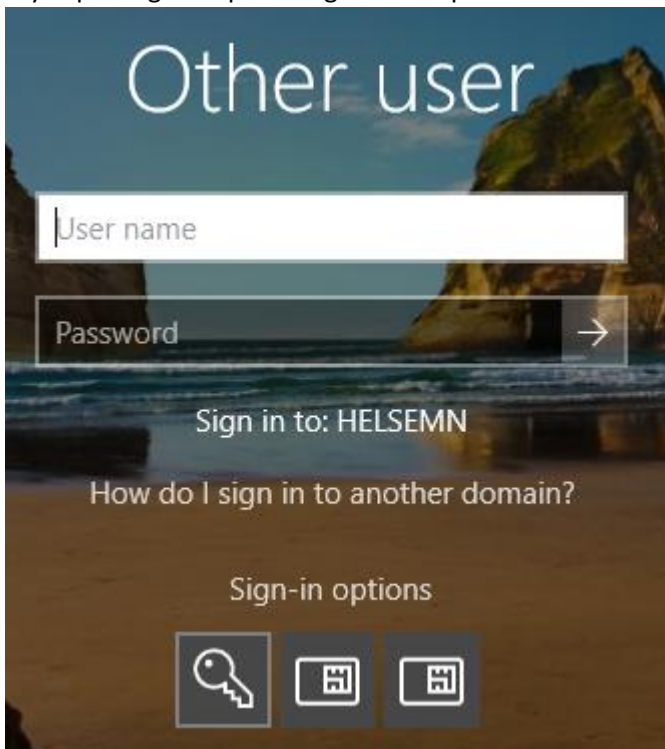 Other user
User name
Password
Sign in to: HELSEMN
How do I sign in to another domain?
Sign-in options